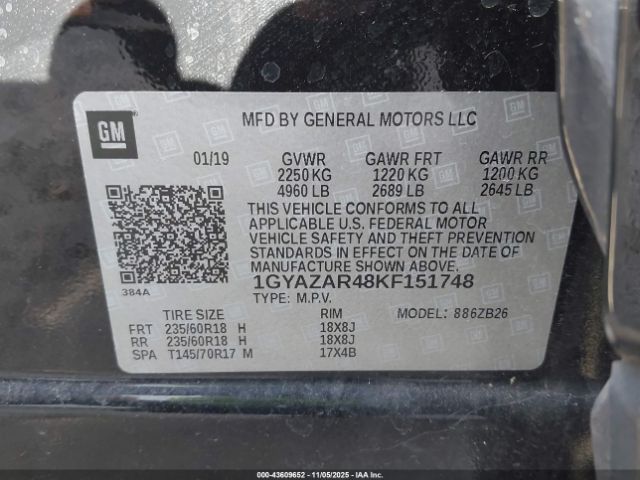 GM
MFD BY GENERAL MOTORS LLC
01/19 GVWR GAWR FRT GAWR RR
2250 KG 1220 KG 1200 KG
4960 LB 2689 LB 2645 LB
THIS VEHICLE CONFORMS TO ALL
APPLICABLE U.S. FEDERAL MOTOR
VEHICLE SAFETY AND THEFT PREVENTION
STANDARDS IN EFFECT ON THE DATE OF
MANUFACTURE SHOWN ABOVE.
384A
1GYAZAR48KF151748
TYPE: M.P.V.
TIRE SIZE RIM MODEL: 886ZB26
FRT 235/60R18 H 18X8J
RR 235/60R18 H 18X8J
SPA T145/70R17 M 17X4B
000-43609652 - 11/05/2025 - IAAI.COM